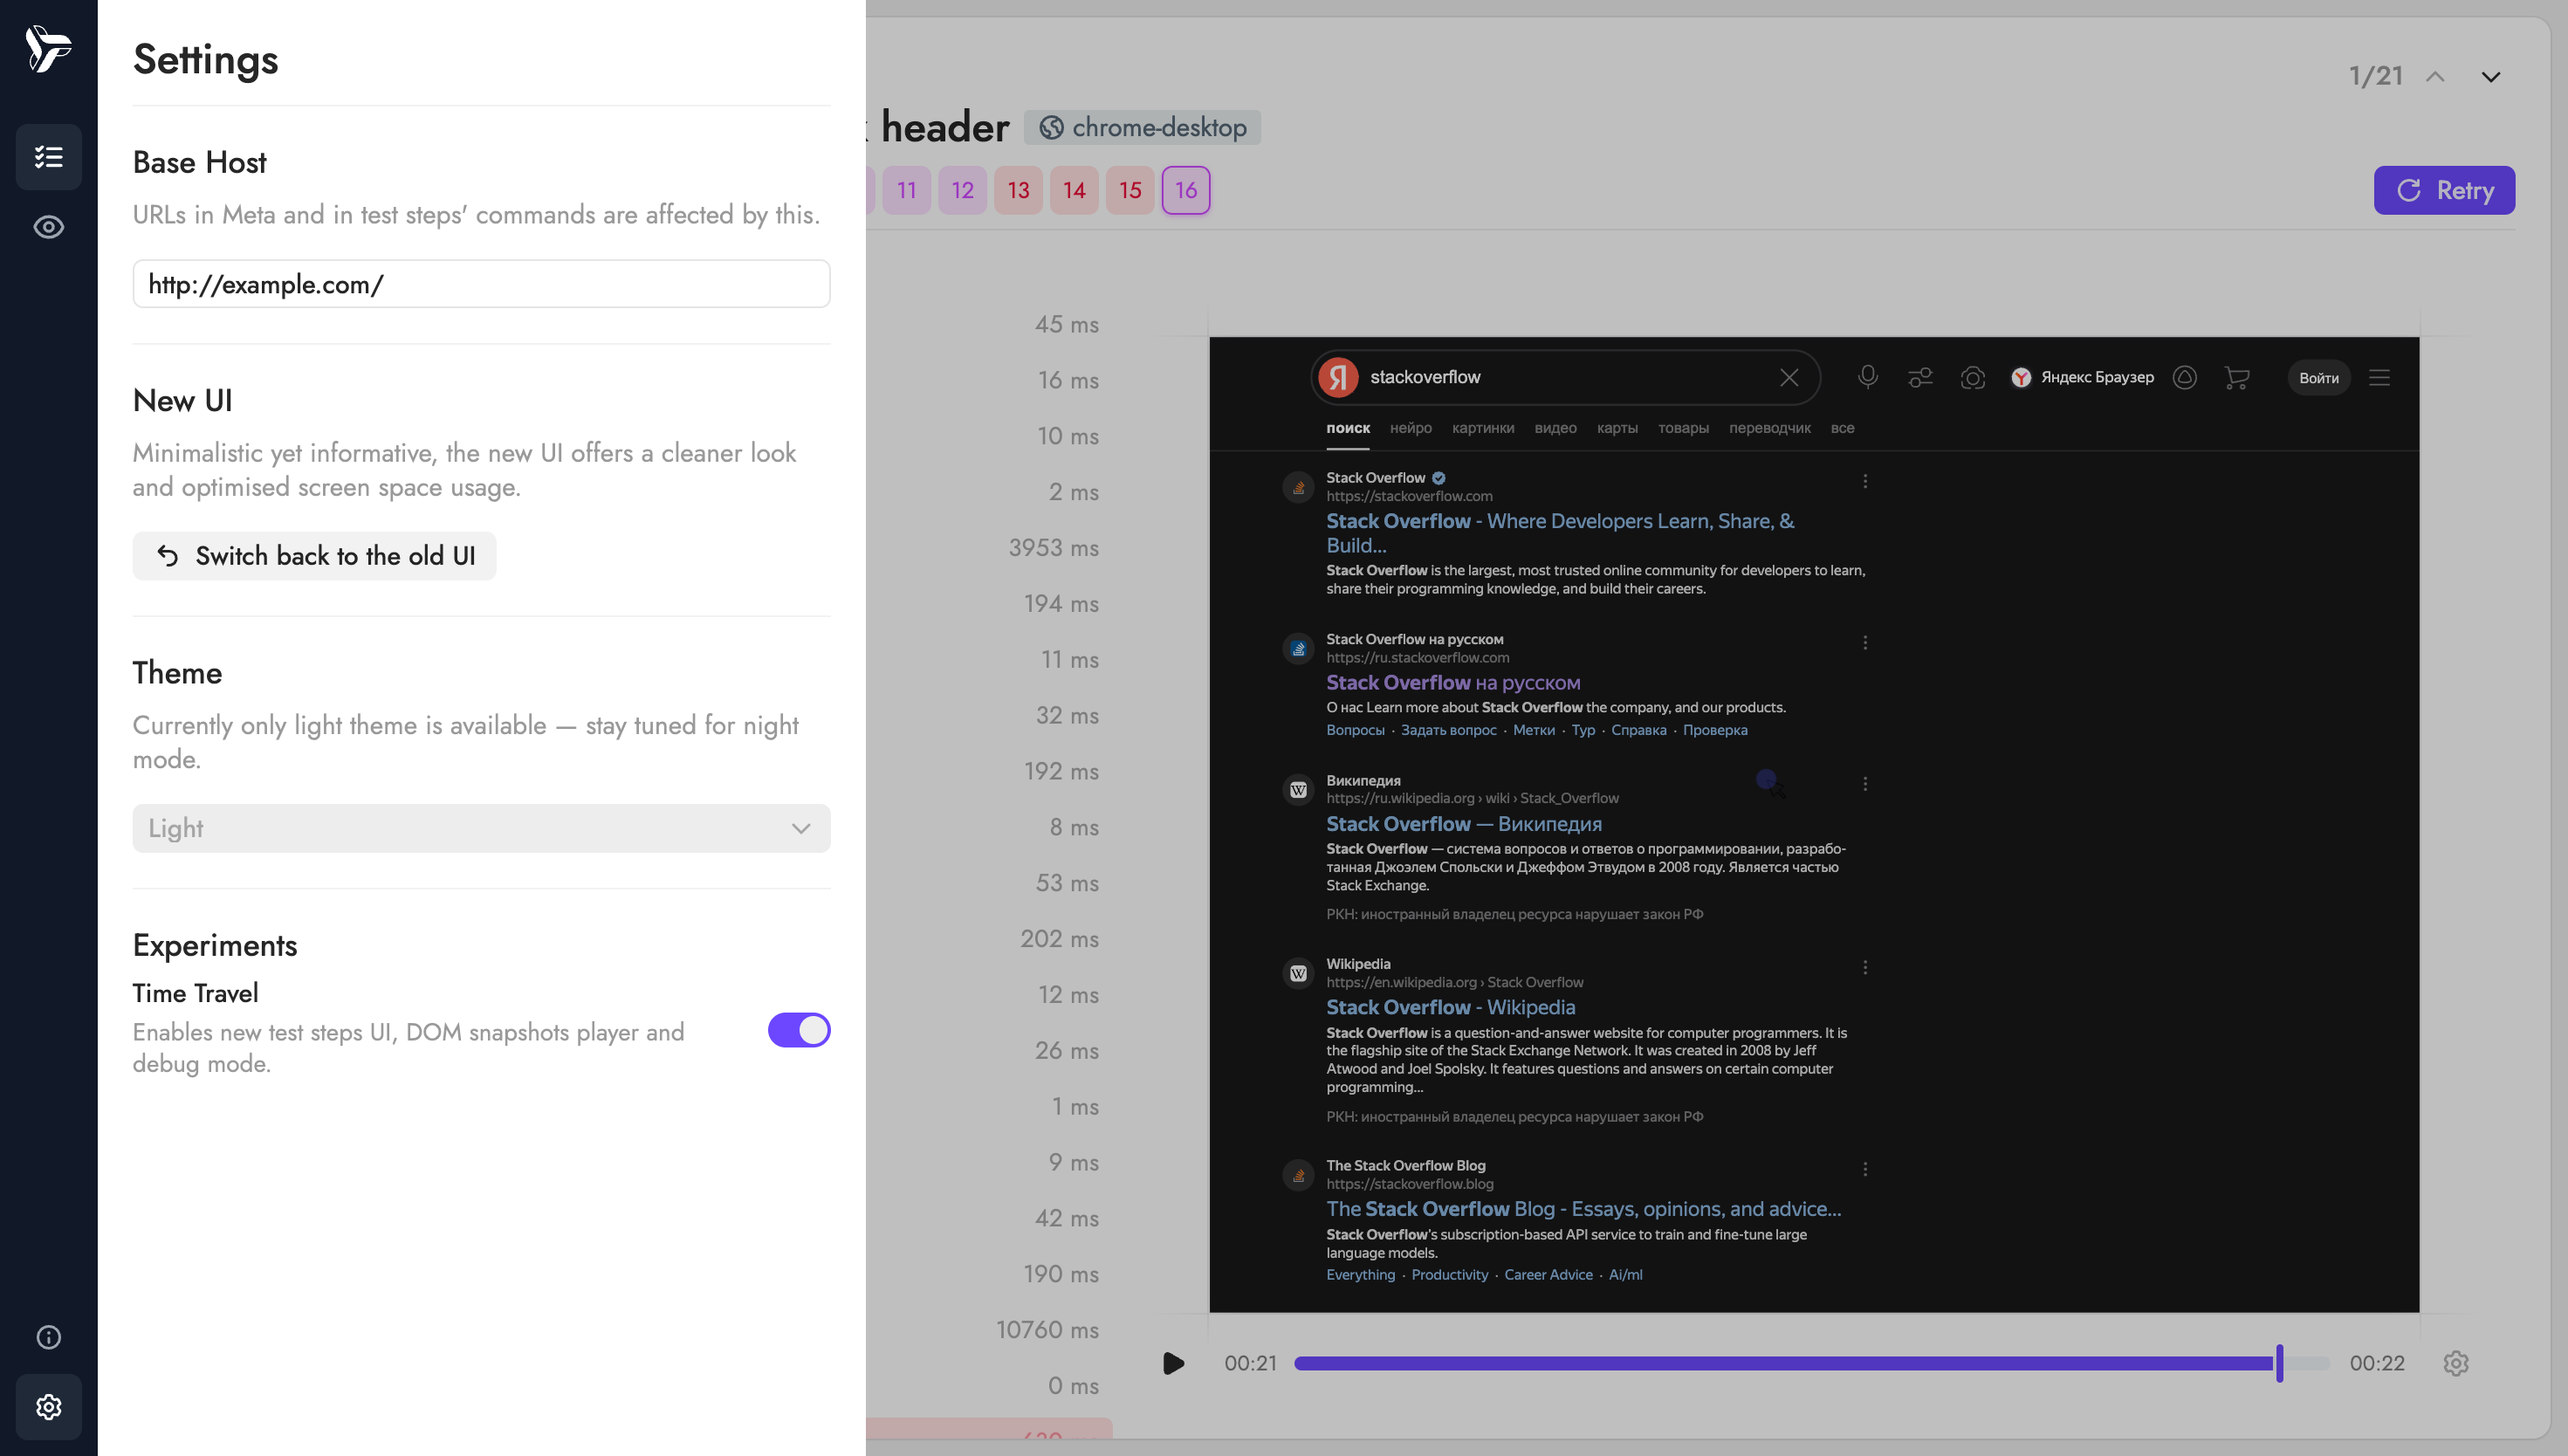 Settings
Base Host
URLs in Meta and in test steps' commands are affected by this.
http://example.com/
New UI
Minimalistic yet informative, the new UI offers a cleaner look
and optimised screen space usage.
Switch back to the old UI
Theme
Currently only light theme is available — stay tuned for night
mode.
Light
Experiments
Time Travel
Enables new test steps UI, DOM snapshots player and
debug mode.
1/21
header
chrome-desktop
11 12 13 14 15 16
Retry
45 ms
16 ms
10 ms
2 ms
3953 ms
194 ms
11 ms
32 ms
192 ms
8 ms
53 ms
202 ms
12 ms
26 ms
1 ms
9 ms
42 ms
190 ms
10760 ms
0 ms
stackoverflow
Яндекс Браузер
Войти
поиск нейро картинки видео карты товары переводчик все
Stack Overflow
https://stackoverflow.com
Stack Overflow - Where Developers Learn, Share, &
Build...
Stack Overflow is the largest, most trusted online community for developers to learn,
share their programming knowledge, and build their careers.
Stack Overflow на русском
https://ru.stackoverflow.com
Stack Overflow на русском
О нас Learn more about Stack Overflow the company, and our products.
Вопросы · Задать вопрос · Метки · Тур · Справка · Проверка
Википедия
https://ru.wikipedia.org › wiki › Stack_Overflow
Stack Overflow — Википедия
Stack Overflow — система вопросов и ответов о программировании, разрабо-
танная Джоэлем Спольски и Джеффом Этвудом в 2008 году. Является частью
Stack Exchange.
РКН: иностранный владелец ресурса нарушает закон РФ
Wikipedia
https://en.wikipedia.org › Stack Overflow
Stack Overflow - Wikipedia
Stack Overflow is a question-and-answer website for computer programmers. It is
the flagship site of the Stack Exchange Network. It was created in 2008 by Jeff
Atwood and Joel Spolsky. It features questions and answers on certain computer
programming...
РКН: иностранный владелец ресурса нарушает закон РФ
The Stack Overflow Blog
https://stackoverflow.blog
The Stack Overflow Blog - Essays, opinions, and advice...
Stack Overflow's subscription-based API service to train and fine-tune large
language models.
Everything · Productivity · Career Advice · Ai/ml
00:21
00:22